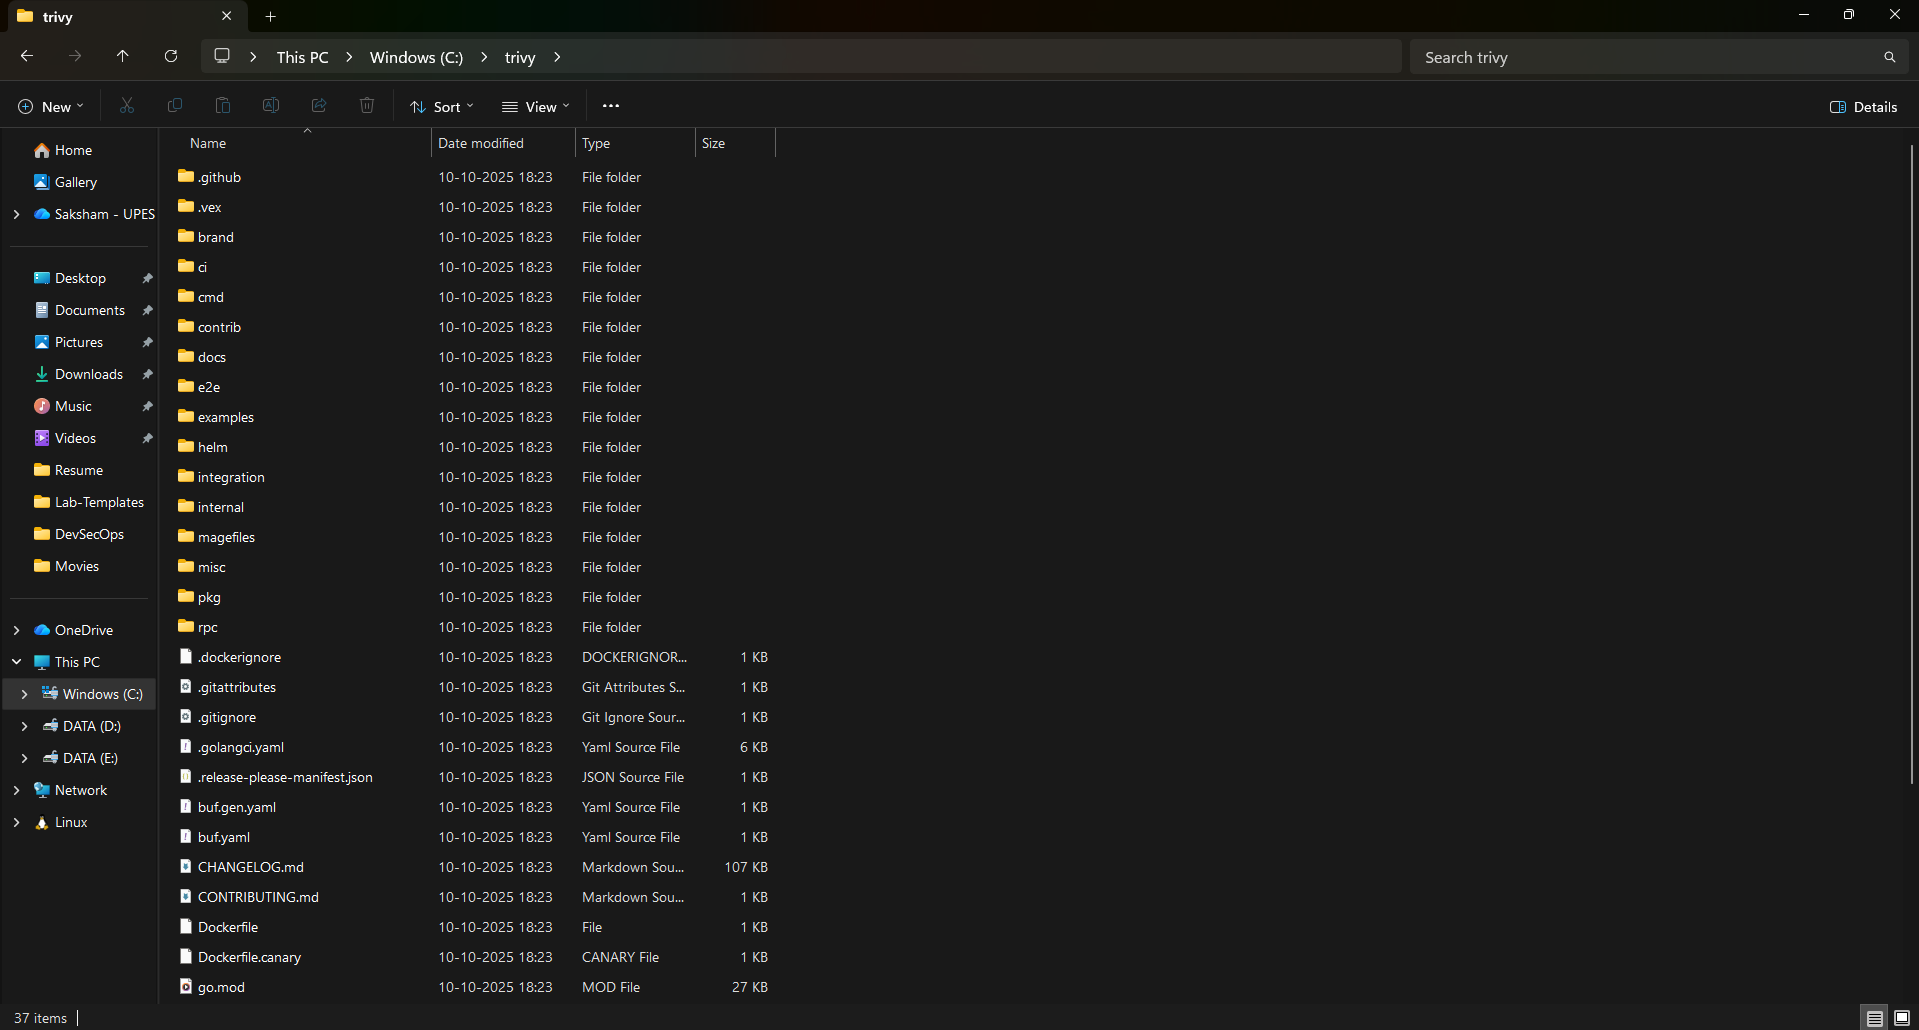 trivy
This PC
Windows (C:)
trivy
Search trivy
New
Sort
View
Details
Home
Gallery
Saksham - UPES
Desktop
Documents
Pictures
Downloads
Music
Videos
Resume
Lab-Templates
DevSecOps
Movies
OneDrive
This PC
Windows (C:)
DATA (D:)
DATA (E:)
Network
Linux
Name Date modified Type Size
.github 10-10-2025 18:23 File folder
.vex 10-10-2025 18:23 File folder
brand 10-10-2025 18:23 File folder
ci 10-10-2025 18:23 File folder
cmd 10-10-2025 18:23 File folder
contrib 10-10-2025 18:23 File folder
docs 10-10-2025 18:23 File folder
e2e 10-10-2025 18:23 File folder
examples 10-10-2025 18:23 File folder
helm 10-10-2025 18:23 File folder
integration 10-10-2025 18:23 File folder
internal 10-10-2025 18:23 File folder
magefiles 10-10-2025 18:23 File folder
misc 10-10-2025 18:23 File folder
pkg 10-10-2025 18:23 File folder
rpc 10-10-2025 18:23 File folder
.dockerignore 10-10-2025 18:23 DOCKERIGNOR... 1 KB
.gitattributes 10-10-2025 18:23 Git Attributes S... 1 KB
.gitignore 10-10-2025 18:23 Git Ignore Sour... 1 KB
.golangci.yaml 10-10-2025 18:23 Yaml Source File 6 KB
.release-please-manifest.json 10-10-2025 18:23 JSON Source File 1 KB
buf.gen.yaml 10-10-2025 18:23 Yaml Source File 1 KB
buf.yaml 10-10-2025 18:23 Yaml Source File 1 KB
CHANGELOG.md 10-10-2025 18:23 Markdown Sou... 107 KB
CONTRIBUTING.md 10-10-2025 18:23 Markdown Sou... 1 KB
Dockerfile 10-10-2025 18:23 File 1 KB
Dockerfile.canary 10-10-2025 18:23 CANARY File 1 KB
go.mod 10-10-2025 18:23 MOD File 27 KB
37 items